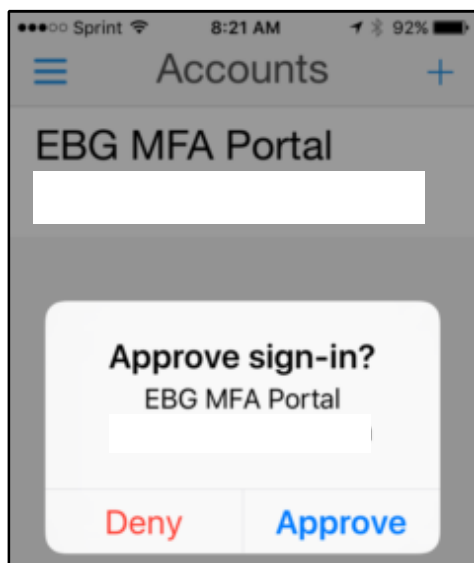 Sprint 8:21 AM 92%
Accounts +
EBG MFA Portal
Approve sign-in?
EBG MFA Portal
Deny Approve